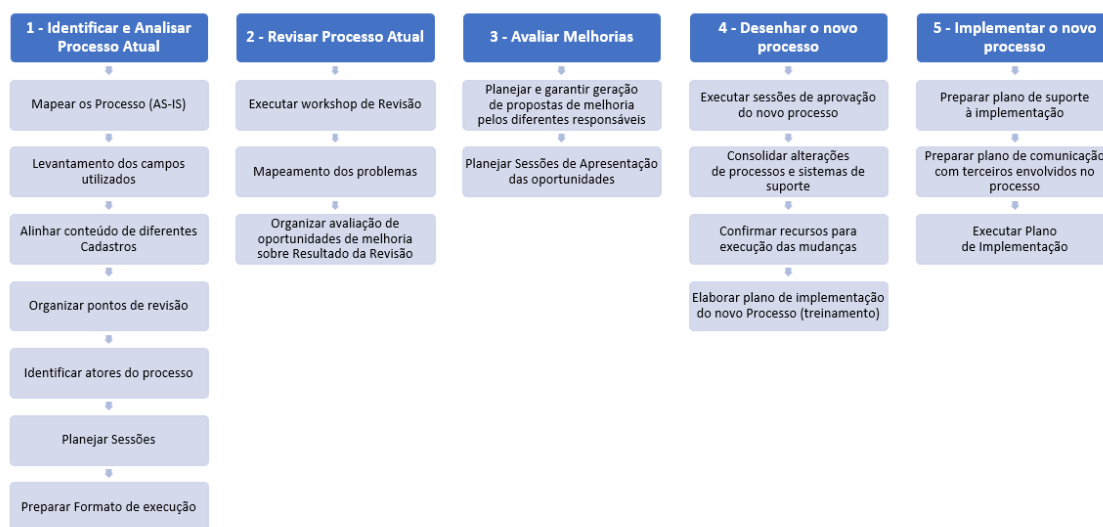 1 - Identificar e Analisar
Processo Atual
Mapear os Processo (AS-IS)
Levantamento dos campos
utilizados
Alinhar conteúdo de diferentes
Cadastros
Organizar pontos de revisão
Identificar atores do processo
Planejar Sessões
Preparar Formato de execução
2 - Revisar Processo Atual
Executar workshop de Revisão
Mapeamento dos problemas
Organizar avaliação de
oportunidades de melhoria
sobre Resultado da Revisão
3 - Avaliar Melhorias
Planejar e garantir geração
de propostas de melhoria
pelos diferentes responsáveis
Planejar Sessões de Apresentação
das oportunidades
4 - Desenhar o novo
processo
Executar sessões de aprovação
do novo processo
Consolidar alterações
de processos e sistemas de
suporte
Confirmar recursos para
execução das mudanças
Elaborar plano de implementação
do novo Processo (treinamento)
5 - Implementar o novo
processo
Preparar plano de suporte
à implementação
Preparar plano de comunicação
com terceiros envolvidos no
processo
Executar Plano
de Implementação